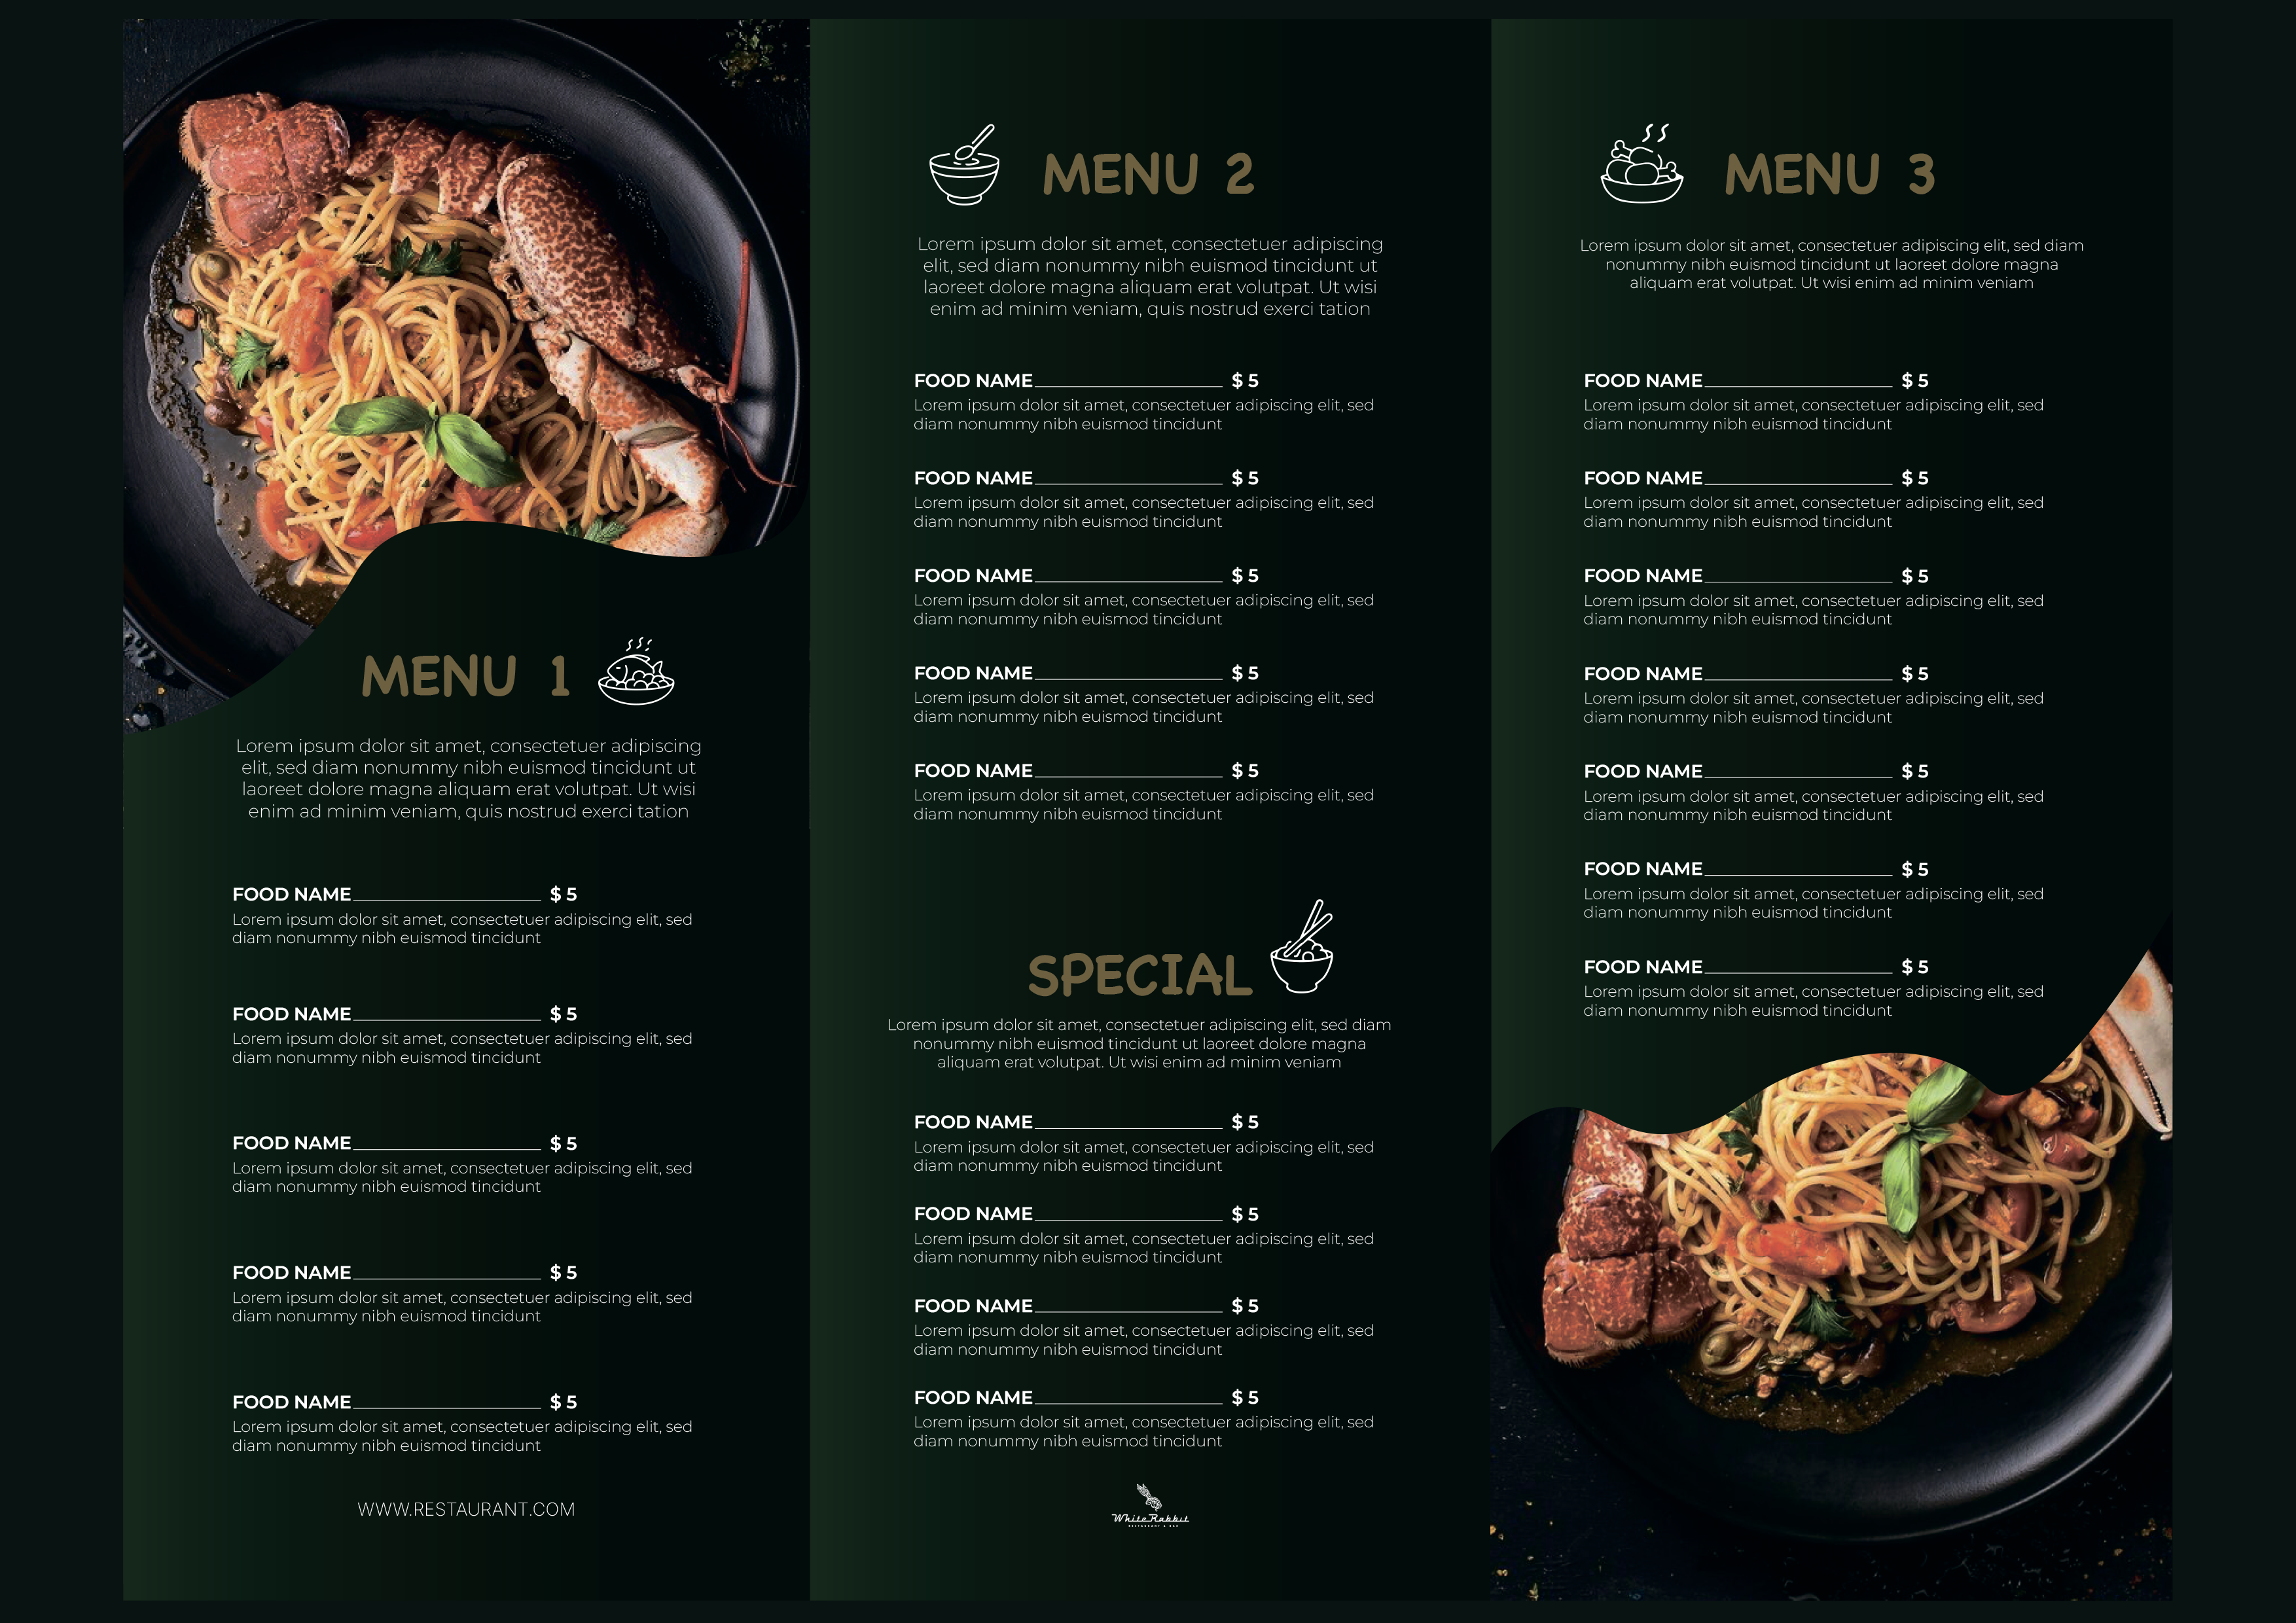 MENU 1
Lorem ipsum dolor sit amet, consectetuer adipiscing
elit, sed diam nonummy nibh euismod tincidunt ut
laoreet dolore magna aliquam erat volutpat. Ut wisi
enim ad minim veniam, quis nostrud exerci tation
FOOD NAME $ 5
Lorem ipsum dolor sit amet, consectetuer adipiscing elit, sed
diam nonummy nibh euismod tincidunt
FOOD NAME $ 5
Lorem ipsum dolor sit amet, consectetuer adipiscing elit, sed
diam nonummy nibh euismod tincidunt
FOOD NAME $ 5
Lorem ipsum dolor sit amet, consectetuer adipiscing elit, sed
diam nonummy nibh euismod tincidunt
FOOD NAME $ 5
Lorem ipsum dolor sit amet, consectetuer adipiscing elit, sed
diam nonummy nibh euismod tincidunt
FOOD NAME $ 5
Lorem ipsum dolor sit amet, consectetuer adipiscing elit, sed
diam nonummy nibh euismod tincidunt
WWW.RESTAURANT.COM
MENU 2
Lorem ipsum dolor sit amet, consectetuer adipiscing
elit, sed diam nonummy nibh euismod tincidunt ut
laoreet dolore magna aliquam erat volutpat. Ut wisi
enim ad minim veniam, quis nostrud exerci tation
FOOD NAME $ 5
Lorem ipsum dolor sit amet, consectetuer adipiscing elit, sed
diam nonummy nibh euismod tincidunt
FOOD NAME $ 5
Lorem ipsum dolor sit amet, consectetuer adipiscing elit, sed
diam nonummy nibh euismod tincidunt
FOOD NAME $ 5
Lorem ipsum dolor sit amet, consectetuer adipiscing elit, sed
diam nonummy nibh euismod tincidunt
FOOD NAME $ 5
Lorem ipsum dolor sit amet, consectetuer adipiscing elit, sed
diam nonummy nibh euismod tincidunt
FOOD NAME $ 5
Lorem ipsum dolor sit amet, consectetuer adipiscing elit, sed
diam nonummy nibh euismod tincidunt
SPECIAL
Lorem ipsum dolor sit amet, consectetuer adipiscing elit, sed diam
nonummy nibh euismod tincidunt ut laoreet dolore magna
aliquam erat volutpat. Ut wisi enim ad minim veniam
FOOD NAME $ 5
Lorem ipsum dolor sit amet, consectetuer adipiscing elit, sed
diam nonummy nibh euismod tincidunt
FOOD NAME $ 5
Lorem ipsum dolor sit amet, consectetuer adipiscing elit, sed
diam nonummy nibh euismod tincidunt
FOOD NAME $ 5
Lorem ipsum dolor sit amet, consectetuer adipiscing elit, sed
diam nonummy nibh euismod tincidunt
FOOD NAME $ 5
Lorem ipsum dolor sit amet, consectetuer adipiscing elit, sed
diam nonummy nibh euismod tincidunt
WhiteRabbit
RESTAURANT & BAR
MENU 3
Lorem ipsum dolor sit amet, consectetuer adipiscing elit, sed diam
nonummy nibh euismod tincidunt ut laoreet dolore magna
aliquam erat volutpat. Ut wisi enim ad minim veniam
FOOD NAME $ 5
Lorem ipsum dolor sit amet, consectetuer adipiscing elit, sed
diam nonummy nibh euismod tincidunt
FOOD NAME $ 5
Lorem ipsum dolor sit amet, consectetuer adipiscing elit, sed
diam nonummy nibh euismod tincidunt
FOOD NAME $ 5
Lorem ipsum dolor sit amet, consectetuer adipiscing elit, sed
diam nonummy nibh euismod tincidunt
FOOD NAME $ 5
Lorem ipsum dolor sit amet, consectetuer adipiscing elit, sed
diam nonummy nibh euismod tincidunt
FOOD NAME $ 5
Lorem ipsum dolor sit amet, consectetuer adipiscing elit, sed
diam nonummy nibh euismod tincidunt
FOOD NAME $ 5
Lorem ipsum dolor sit amet, consectetuer adipiscing elit, sed
diam nonummy nibh euismod tincidunt
FOOD NAME $ 5
Lorem ipsum dolor sit amet, consectetuer adipiscing elit, sed
diam nonummy nibh euismod tincidunt